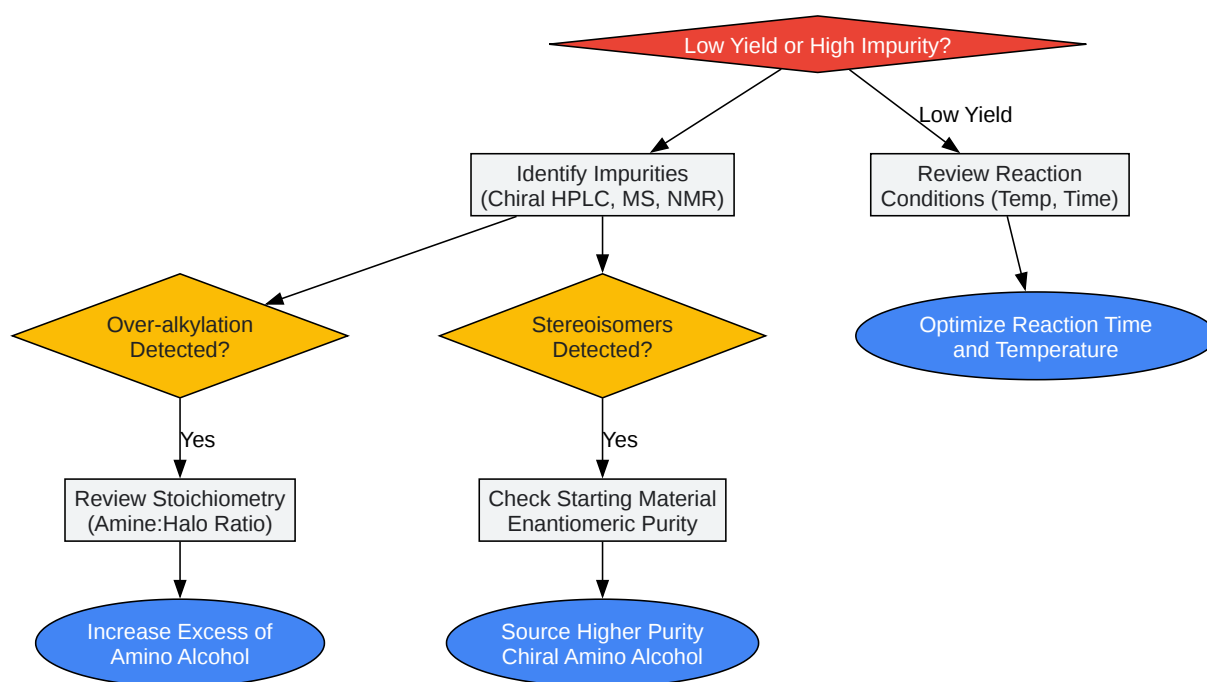 Low Yield or High Impurity?
Low Yield
Identify Impurities
(Chiral HPLC, MS, NMR)
Review Reaction
Conditions (Temp, Time)
Over-alkylation
Detected?
Stereoisomers
Detected?
Optimize Reaction Time
and Temperature
Yes
Yes
Review Stoichiometry
(Amine:Halo Ratio)
Check Starting Material
Enantiomeric Purity
Increase Excess of
Amino Alcohol
Source Higher Purity
Chiral Amino Alcohol